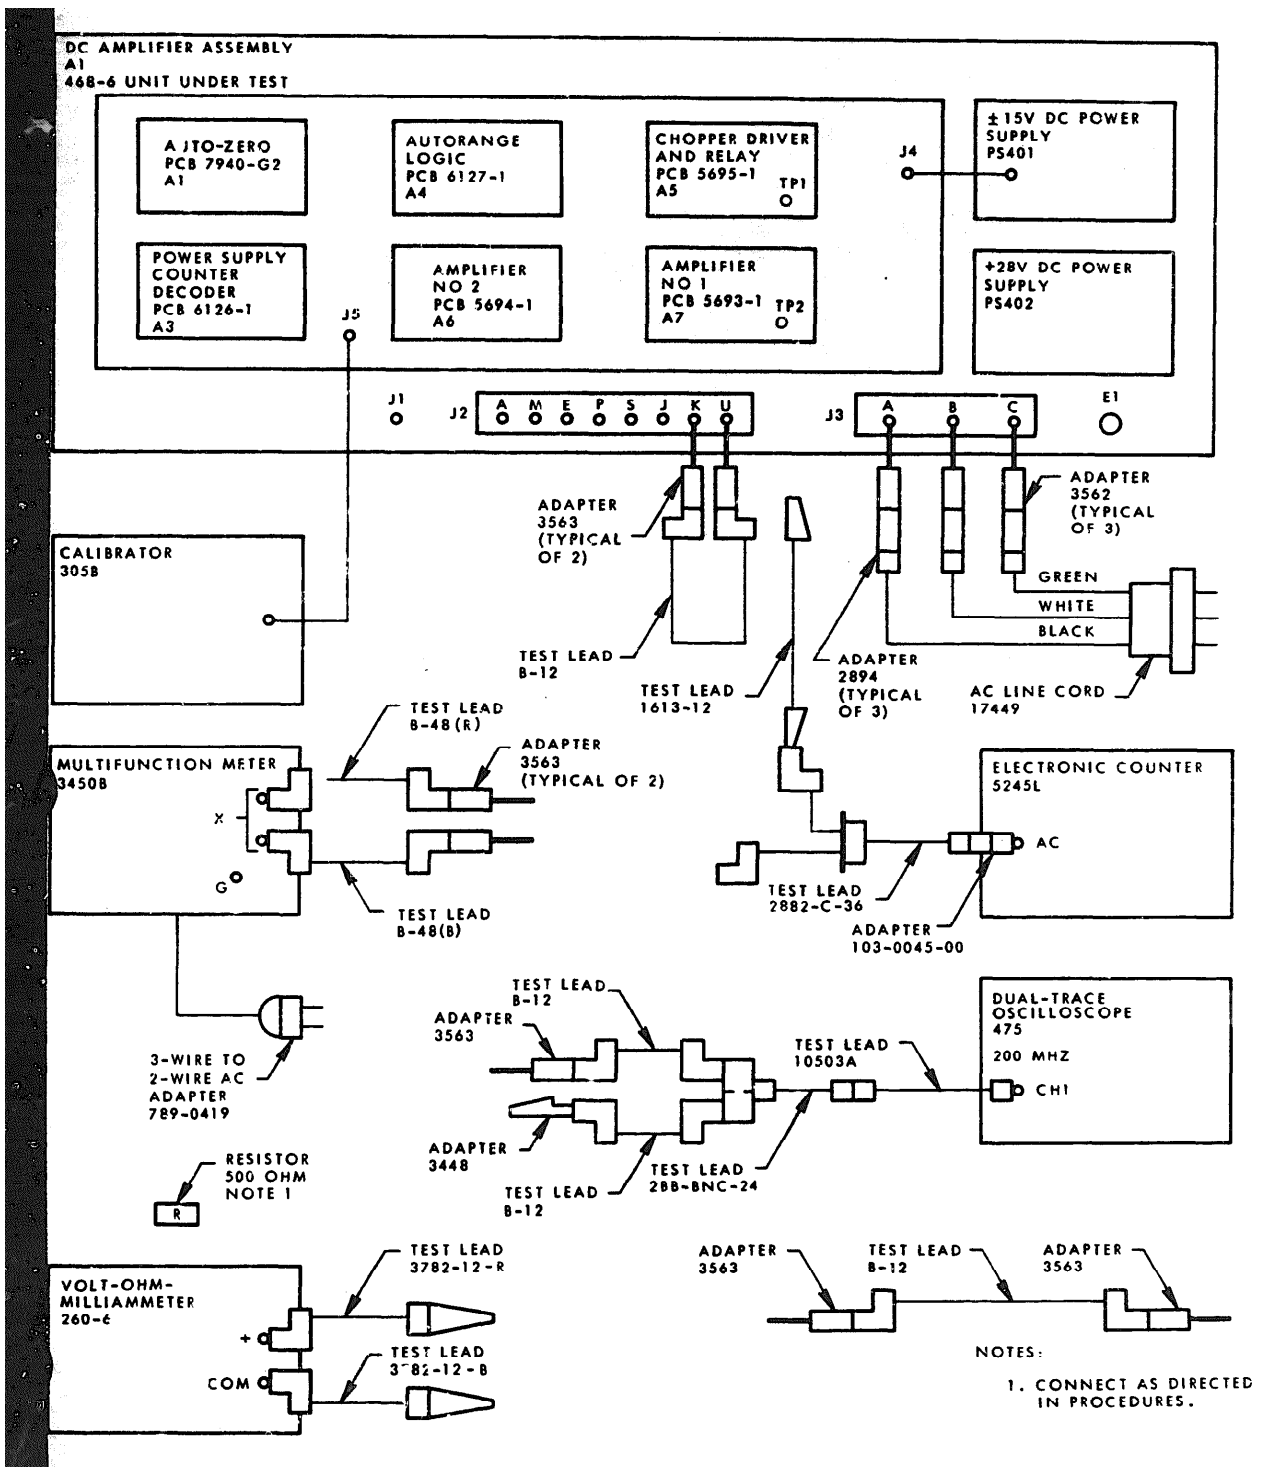 DC AMPLIFIER ASSEMBLY
A1
468-6 UNIT UNDER TEST
A JTO-ZERO
PCB 7940-G2
A1
AUTORANGE
LOGIC
PCB 6127-1
A4
CHOPPER DRIVER
AND RELAY
PCB 5695-1
A5
TP1
J4
±15V DC POWER
SUPPLY
PS401
POWER SUPPLY
COUNTER
DECODER
PCB 6126-1
A3
J5
AMPLIFIER
NO 2
PCB 5694-1
A6
AMPLIFIER
NO 1
PCB 5693-1
A7
TP2
+28V DC POWER
SUPPLY
PS402
J1
J2
A M E P S J K U
J3
A B C
E1
ADAPTER
3563
(TYPICAL
OF 2)
ADAPTER
3562
(TYPICAL
OF 3)
CALIBRATOR
305B
GREEN
WHITE
BLACK
TEST LEAD
B-12
TEST LEAD
1613-12
ADAPTER
2894
(TYPICAL
OF 3)
AC LINE CORD
17449
TEST LEAD
B-48(R)
ADAPTER
3563
(TYPICAL OF 2)
MULTIFUNCTION METER
3450B
X
G
TEST LEAD
B-48(B)
ELECTRONIC COUNTER
5245L
AC
TEST LEAD
2882-C-36
ADAPTER
103-0045-00
3-WIRE TO
2-WIRE AC
ADAPTER
789-0419
TEST LEAD
B-12
ADAPTER
3563
TEST LEAD
10503A
DUAL-TRACE
OSCILLOSCOPE
475
200 MHZ
CH1
ADAPTER
3448
TEST LEAD
B-12
TEST LEAD
2BB-BNC-24
RESISTOR
500 OHM
NOTE 1
R
TEST LEAD
3782-12-R
VOLT-OHM-
MILLIAMMETER
260-6
+
COM
TEST LEAD
3782-12-B
ADAPTER
3563
TEST LEAD
B-12
ADAPTER
3563
NOTES:
1. CONNECT AS DIRECTED
IN PROCEDURES.